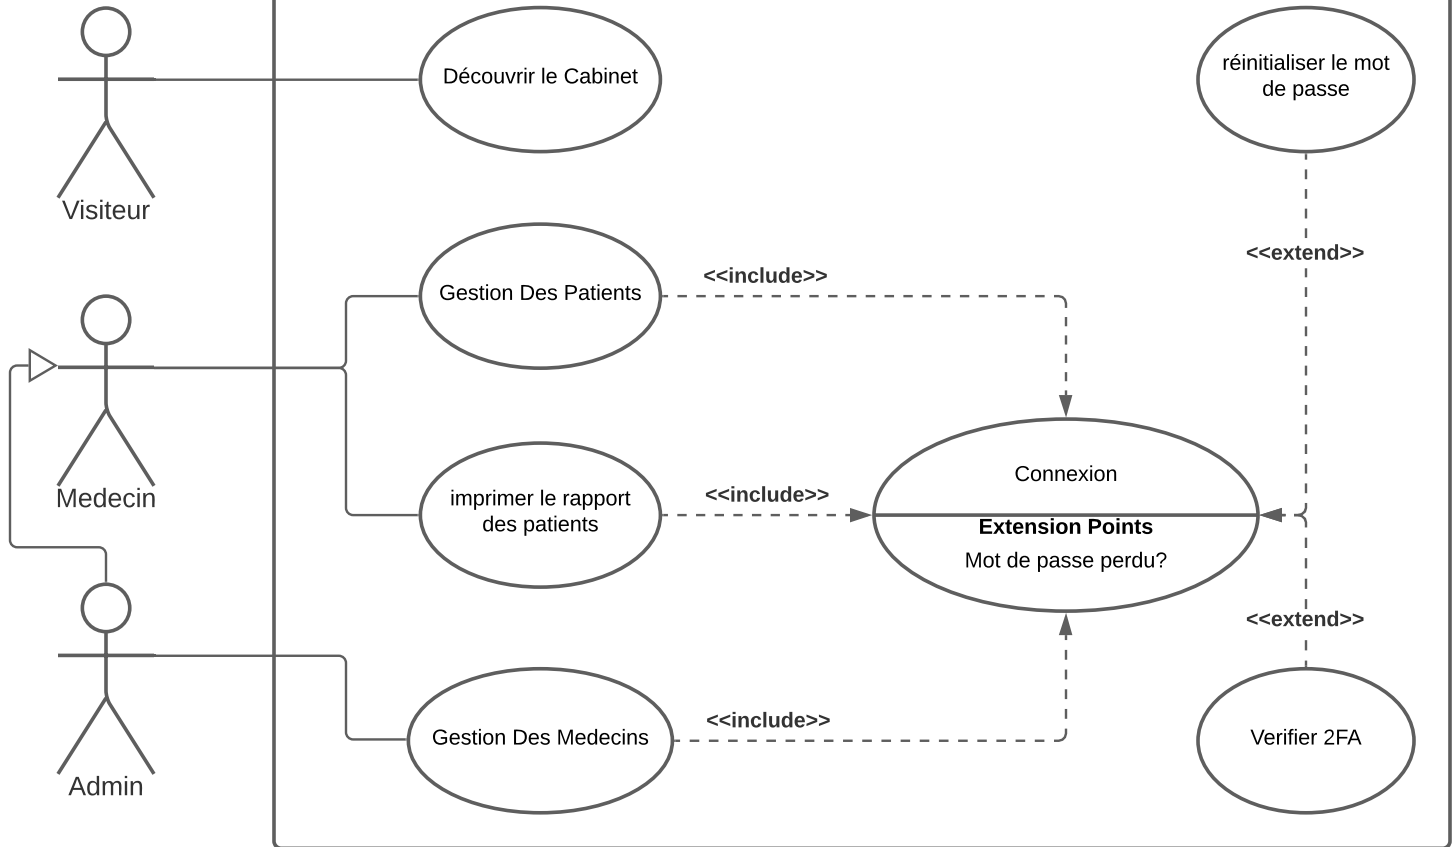 Découvrir le Cabinet
réinitialiser le mot
de passe
Visiteur
<<extend>>
<<include>>
Gestion Des Patients
Medecin
Connexion
imprimer le rapport
des patients
<<include>>
Extension Points
Mot de passe perdu?
<<extend>>
<<include>>
Gestion Des Medecins
Verifier 2FA
Admin